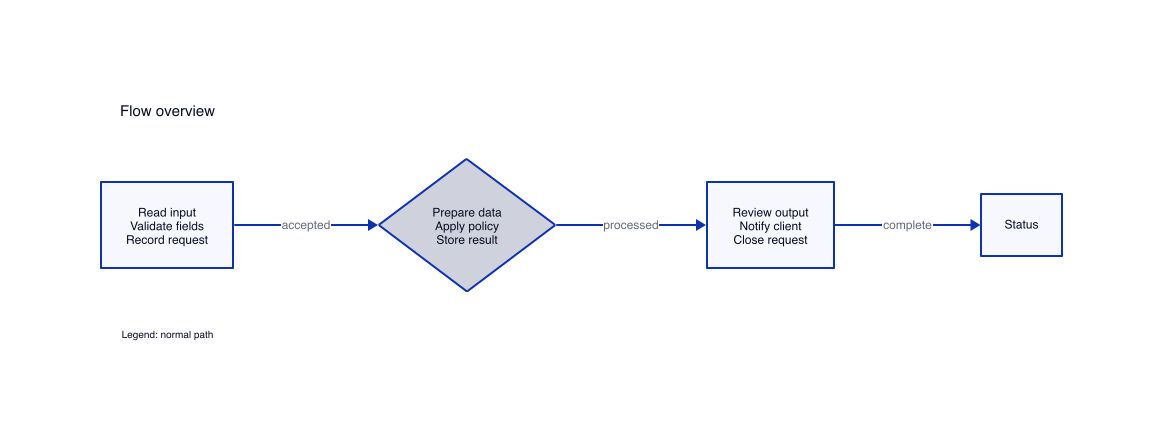 Flow overview
Read input
Validate fields
Record request
accepted
Prepare data
Apply policy
Store result
processed
Review output
Notify client
Close request
complete
Status
Legend: normal path